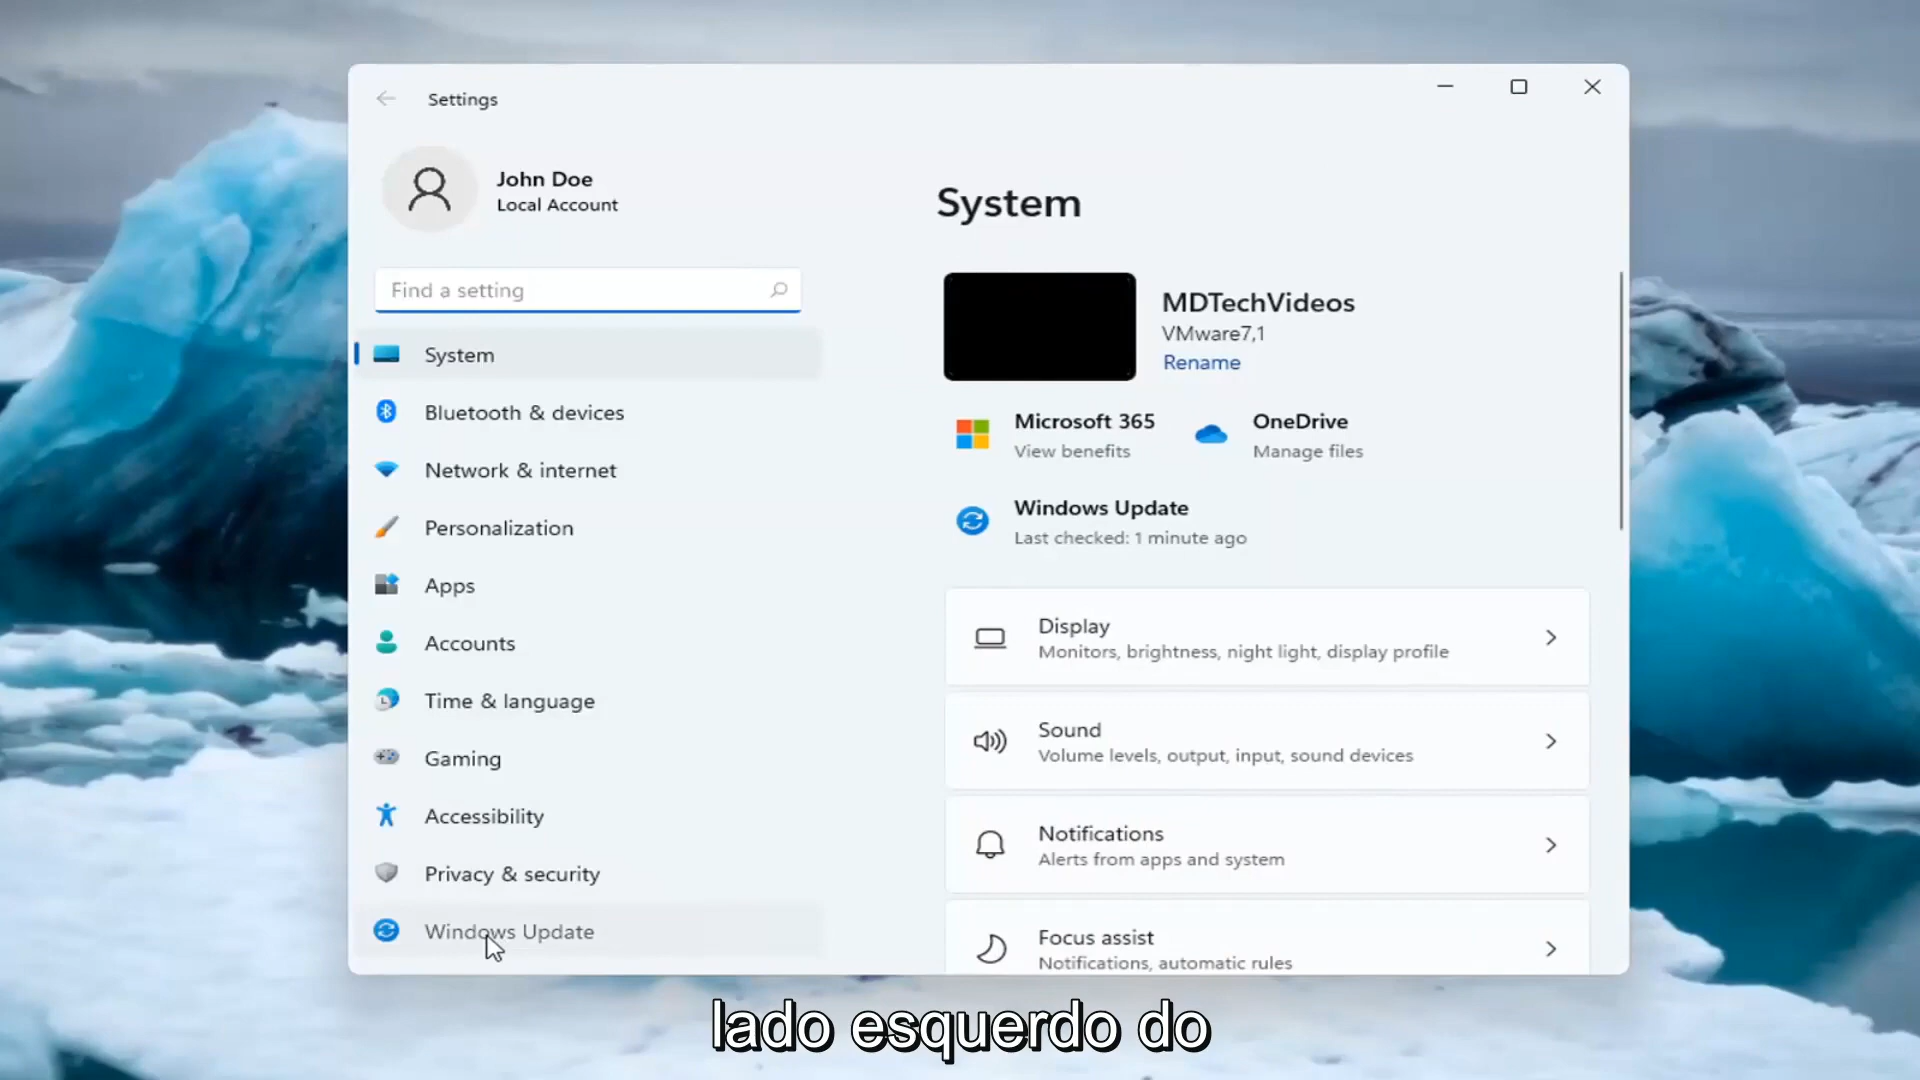 Settings
John Doe
Local Account
Find a setting
System
Bluetooth & devices
Network & internet
Personalization
Apps
Accounts
Time & language
Gaming
Accessibility
Privacy & security
Windows Update
System
MDTechVideos
VMware7,1
Rename
Microsoft 365
View benefits
OneDrive
Manage files
Windows Update
Last checked: 1 minute ago
Display
Monitors, brightness, night light, display profile
Sound
Volume levels, output, input, sound devices
Notifications
Alerts from apps and system
Focus assist
Notifications, automatic rules
lado esquerdo do